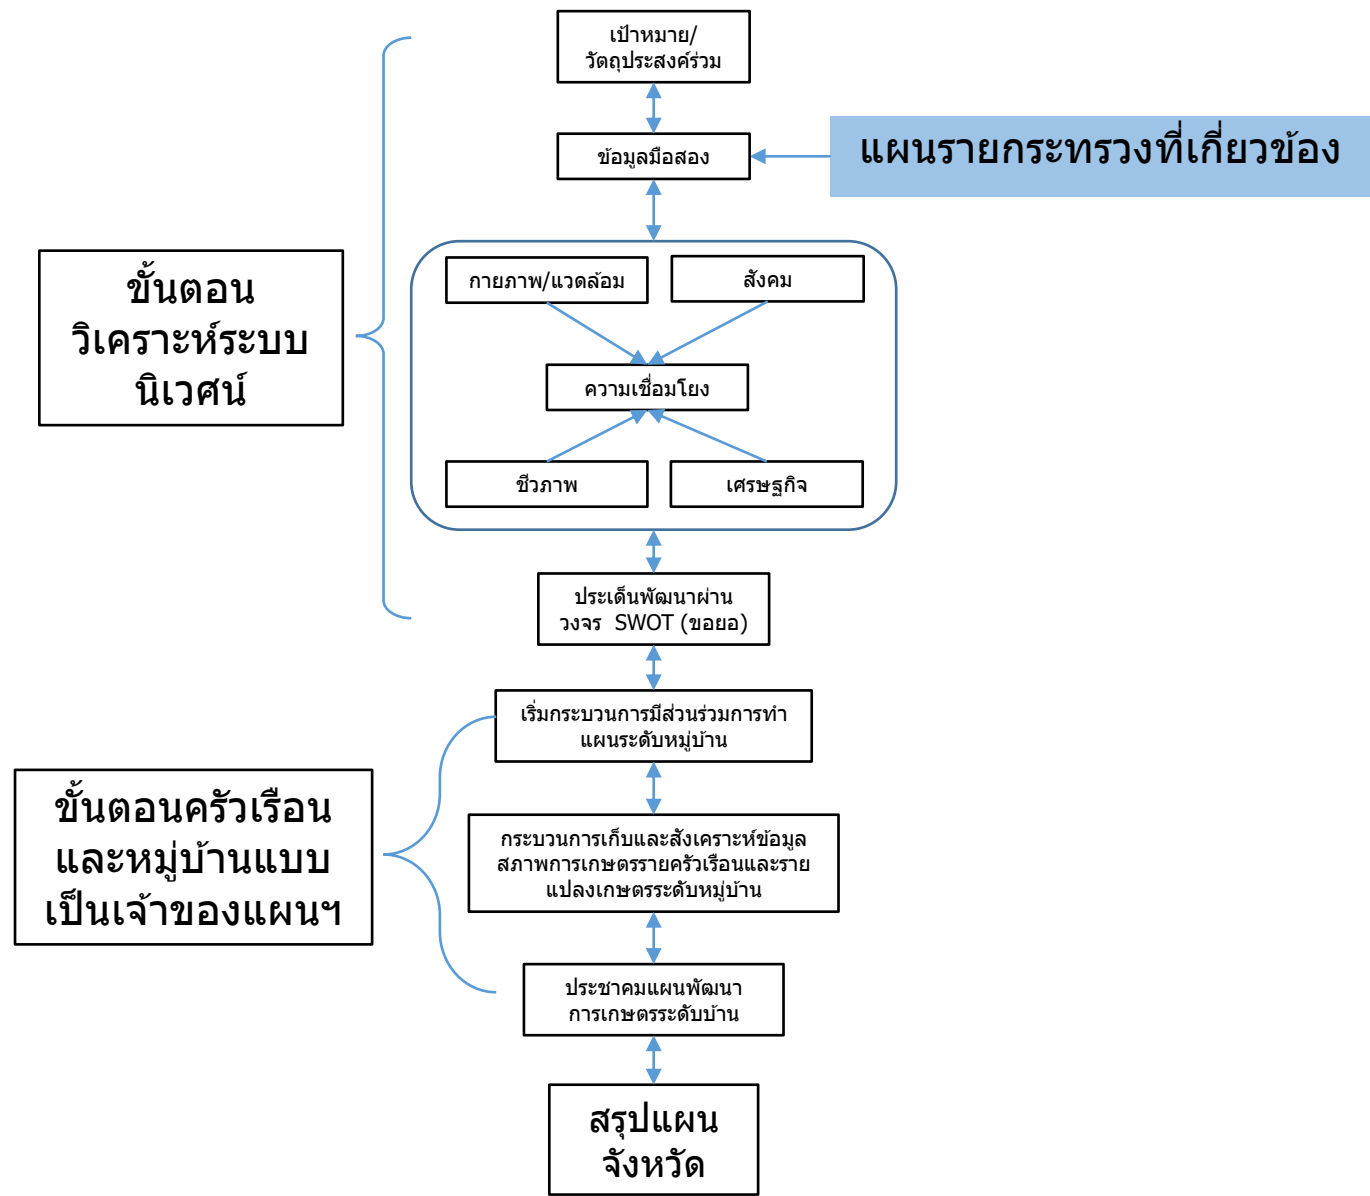 เป้าหมาย/
วัตถุประสงค์ร่วม
ข้อมูลมือสอง
แผนรายกระทรวงที่เกี่ยวข้อง
ขั้นตอน
วิเคราะห์ระบบ
นิเวศน์
กายภาพ/แวดล้อม
สังคม
ความเชื่อมโยง
ชีวภาพ
เศรษฐกิจ
ประเด็นพัฒนาผ่าน
วงจร SWOT (ขอยอ)
เริ่มกระบวนการมีส่วนร่วมการทำ
แผนระดับหมู่บ้าน
ขั้นตอนครัวเรือน
และหมู่บ้านแบบ
เป็นเจ้าของแผนฯ
กระบวนการเก็บและสังเคราะห์ข้อมูล
สภาพการเกษตรรายครัวเรือนและราย
แปลงเกษตรระดับหมู่บ้าน
ประชาคมแผนพัฒนา
การเกษตรระดับบ้าน
สรุปแผน
จังหวัด